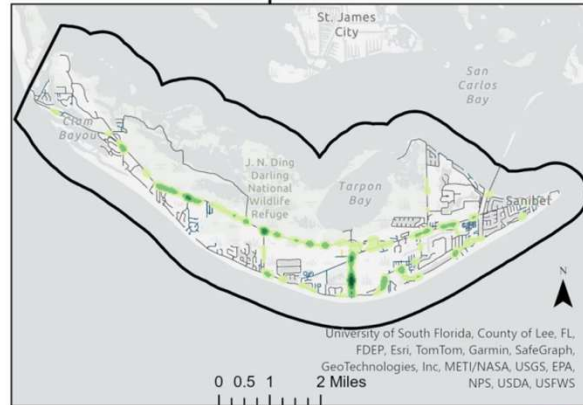 St. James
City
San
Carlos
Bay
Clam
Bayou
J. N. Ding
Darling
National
Wildlife
Refuge
Tarpon
Bay
Sanibel
N
University of South Florida, County of Lee, FL,
FDEP, Esri, TomTom, Garmin, SafeGraph,
GeoTechnologies, Inc, METI/NASA, USGS, EPA,
NPS, USDA, USFWS
0 0.5 1 2 Miles